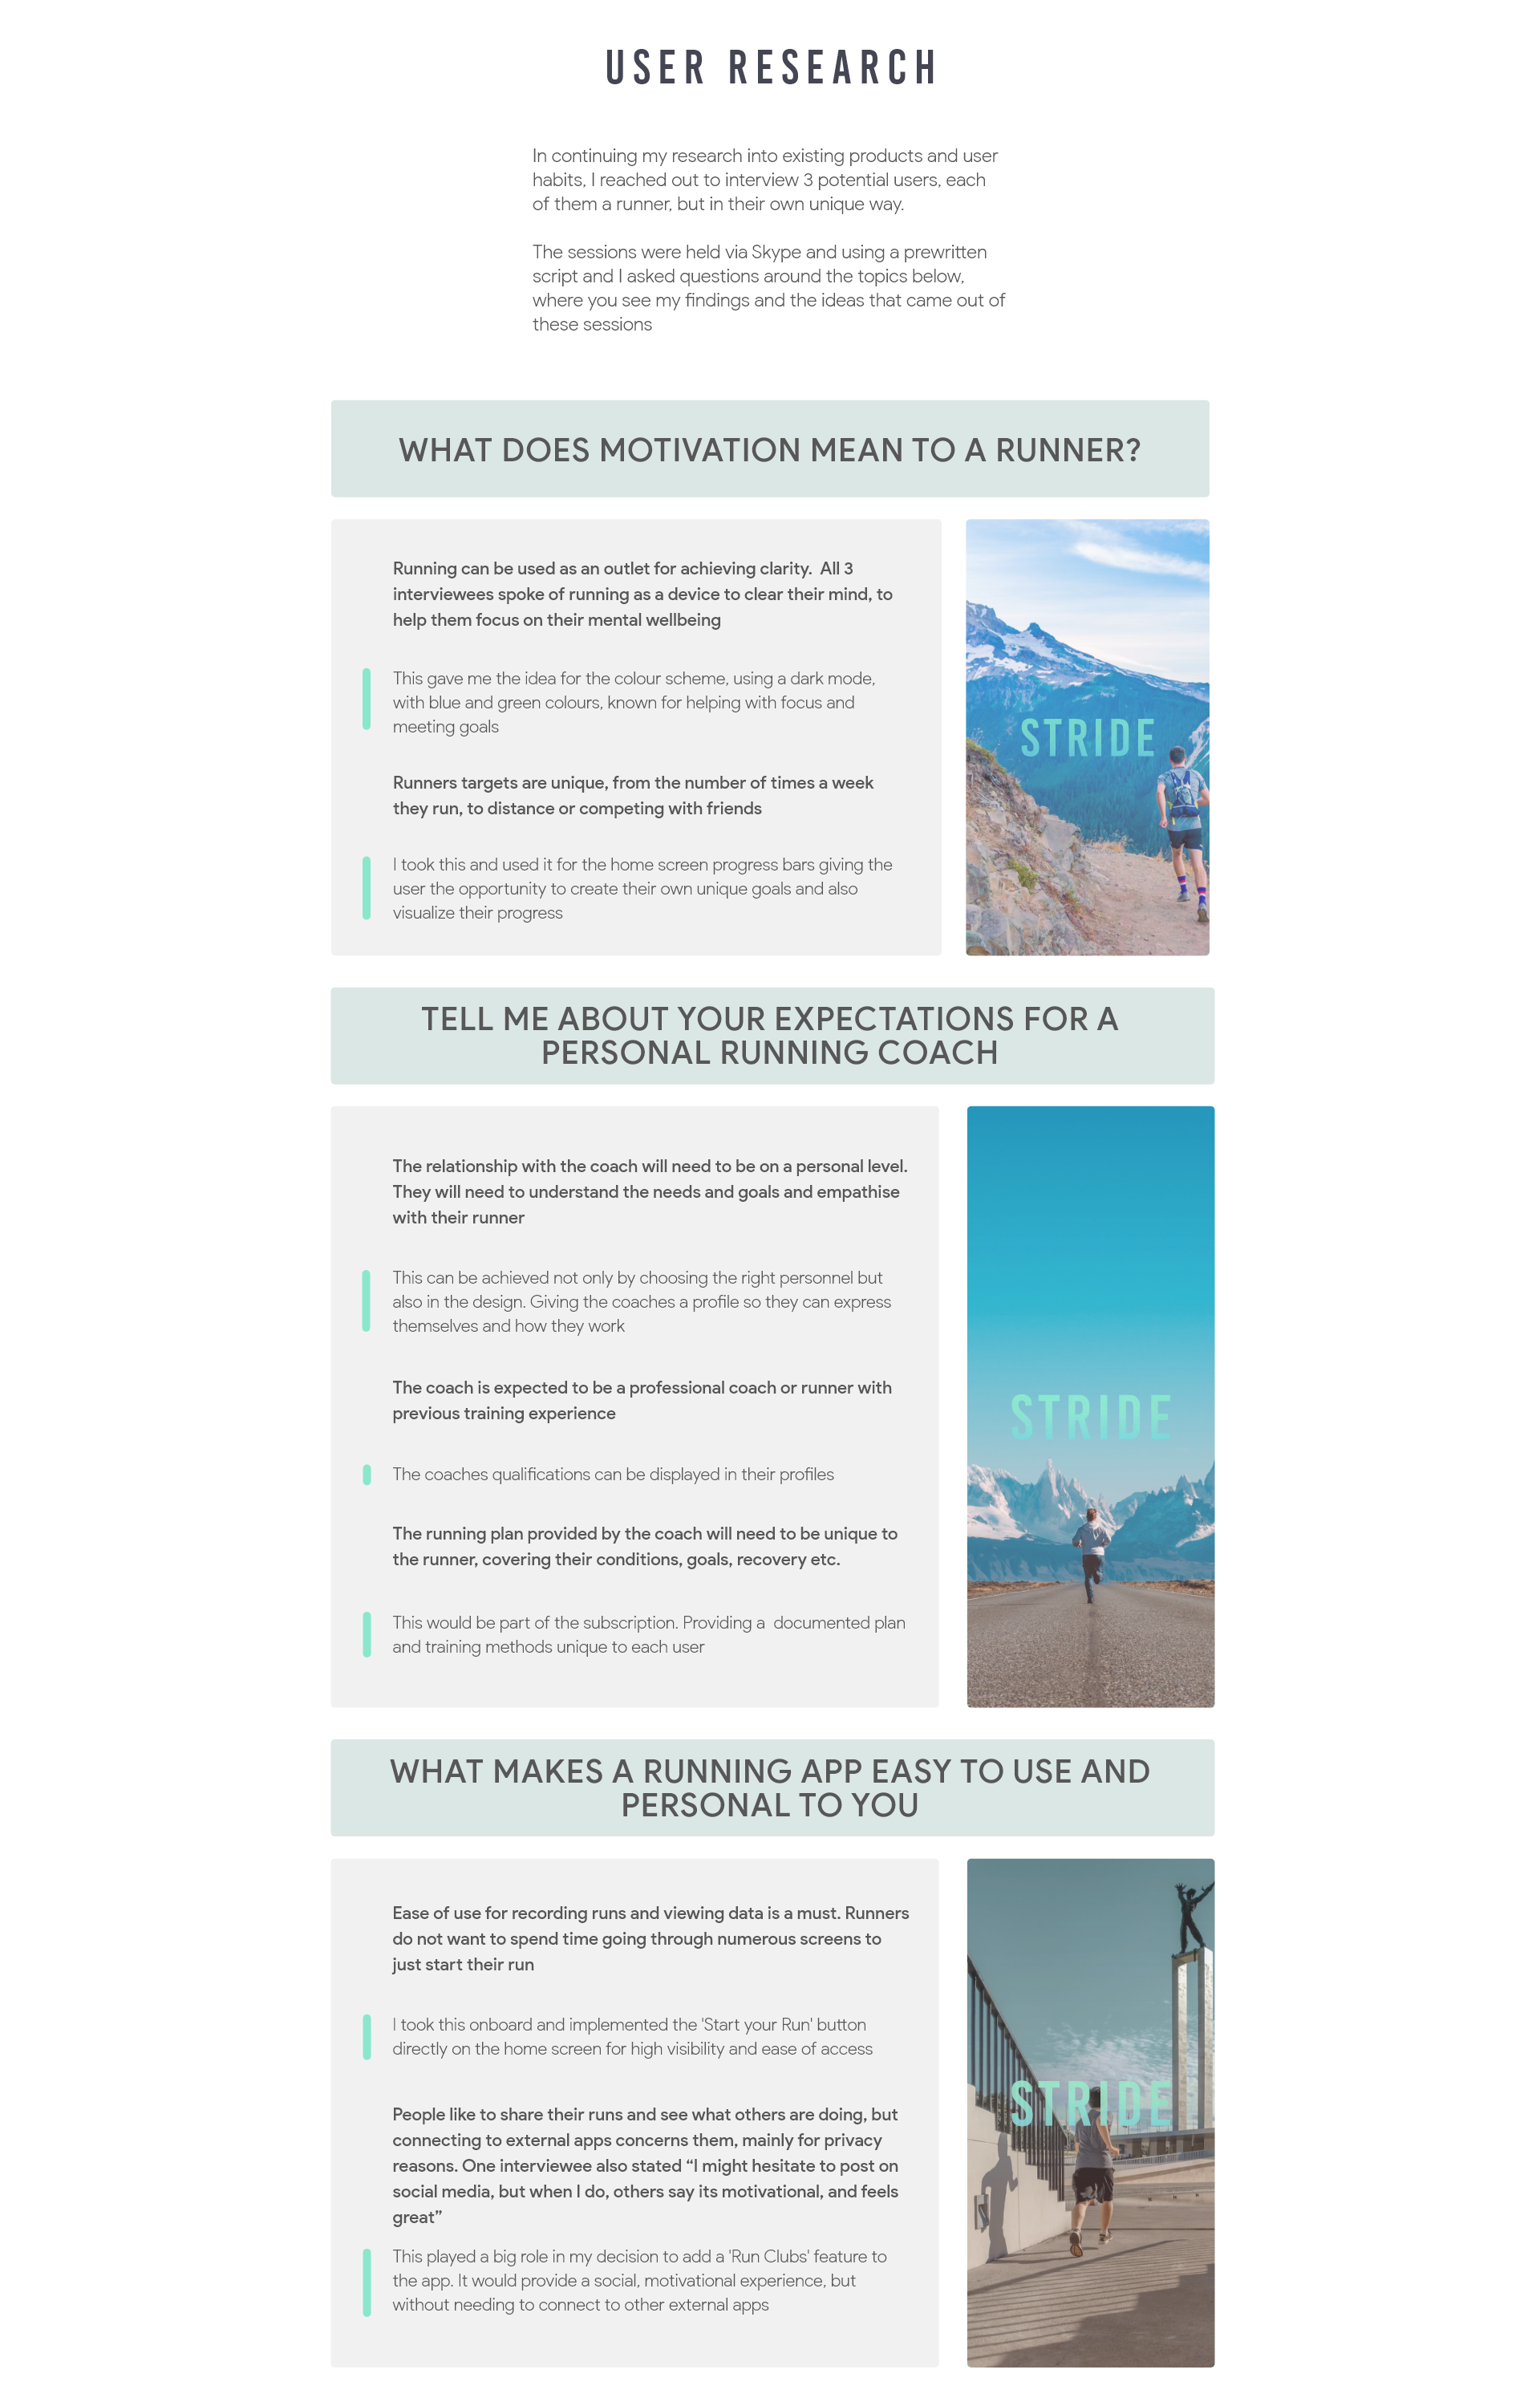 USER RESEARCH
In continuing my research into existing products and user
habits, I reached out to interview 3 potential users, each
of them a runner, but in their own unique way.
The sessions were held via Skype and using a prewritten
script and I asked questions around the topics below,
where you see my findings and the ideas that came out of
these sessions
WHAT DOES MOTIVATION MEAN TO A RUNNER?
Running can be used as an outlet for achieving clarity.  All 3
interviewees spoke of running as a device to clear their mind, to
help them focus on their mental wellbeing
This gave me the idea for the colour scheme, using a dark mode,
with blue and green colours, known for helping with focus and
meeting goals
Runners targets are unique, from the number of times a week
they run, to distance or competing with friends
I took this and used it for the home screen progress bars giving the
user the opportunity to create their own unique goals and also
visualize their progress
STRIDE
TELL ME ABOUT YOUR EXPECTATIONS FOR A
PERSONAL RUNNING COACH
The relationship with the coach will need to be on a personal level.
They will need to understand the needs and goals and empathise
with their runner
This can be achieved not only by choosing the right personnel but
also in the design. Giving the coaches a profile so they can express
themselves and how they work
The coach is expected to be a professional coach or runner with
previous training experience
The coaches qualifications can be displayed in their profiles
The running plan provided by the coach will need to be unique to
the runner, covering their conditions, goals, recovery etc.
This would be part of the subscription. Providing a  documented plan
and training methods unique to each user
STRIDE
WHAT MAKES A RUNNING APP EASY TO USE AND
PERSONAL TO YOU
Ease of use for recording runs and viewing data is a must. Runners
do not want to spend time going through numerous screens to
just start their run
I took this onboard and implemented the 'Start your Run' button
directly on the home screen for high visibility and ease of access
People like to share their runs and see what others are doing, but
connecting to external apps concerns them, mainly for privacy
reasons. One interviewee also stated “I might hesitate to post on
social media, but when I do, others say its motivational, and feels
great”
This played a big role in my decision to add a 'Run Clubs' feature to
the app. It would provide a social, motivational experience, but
without needing to connect to other external apps
STRIDE